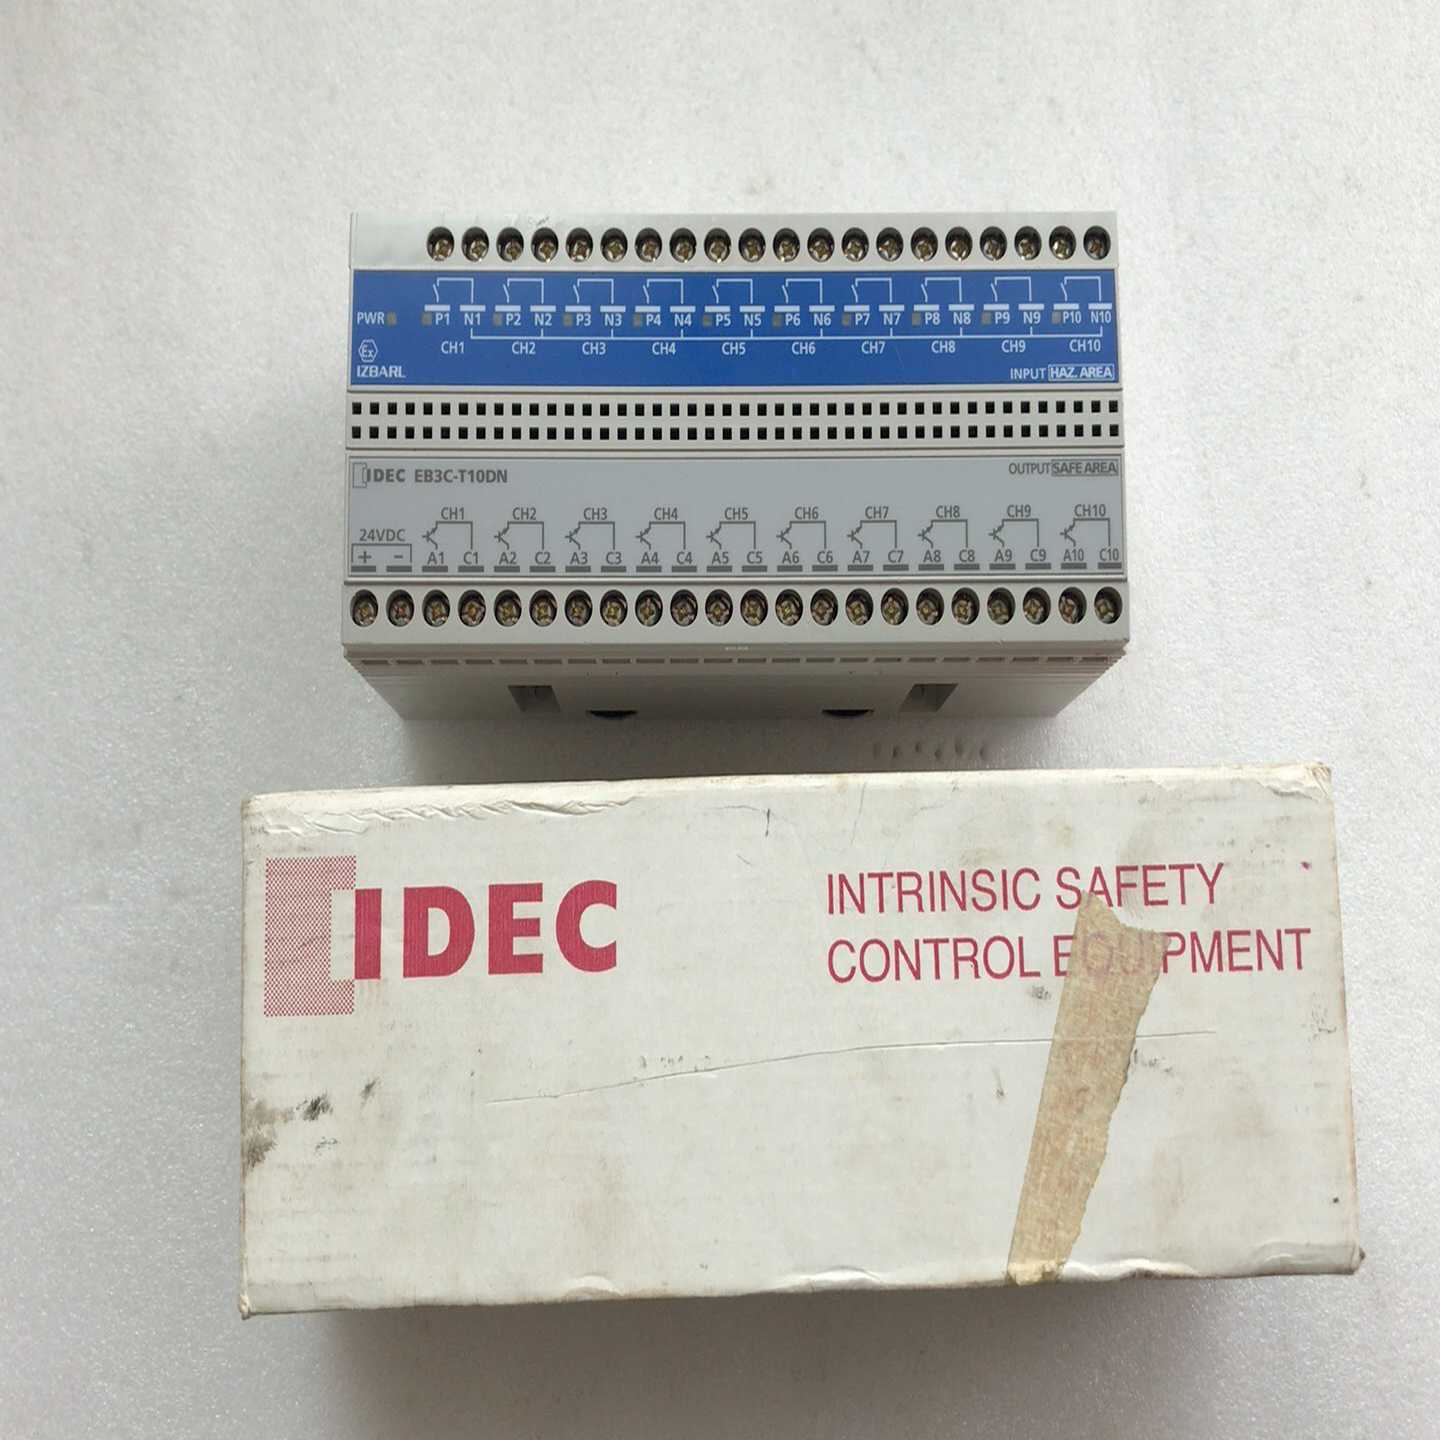 PWR P1 N1 P2 N2 P3 N3 P4 N4 P5 N5 P6 N6 P7 N7 P8 N8 P9 N9 P10 N10
CH1 CH2 CH3 CH4 CH5 CH6 CH7 CH8 CH9 CH10
Ex
IZBARL INPUT HAZ. AREA
IDEC EB3C-T10DN OUTPUT SAFE AREA
CH1 CH2 CH3 CH4 CH5 CH6 CH7 CH8 CH9 CH10
24VDC
+ − A1 C1 A2 C2 A3 C3 A4 C4 A5 C5 A6 C6 A7 C7 A8 C8 A9 C9 A10 C10
IDEC
INTRINSIC SAFETY
CONTROL EQUIPMENT